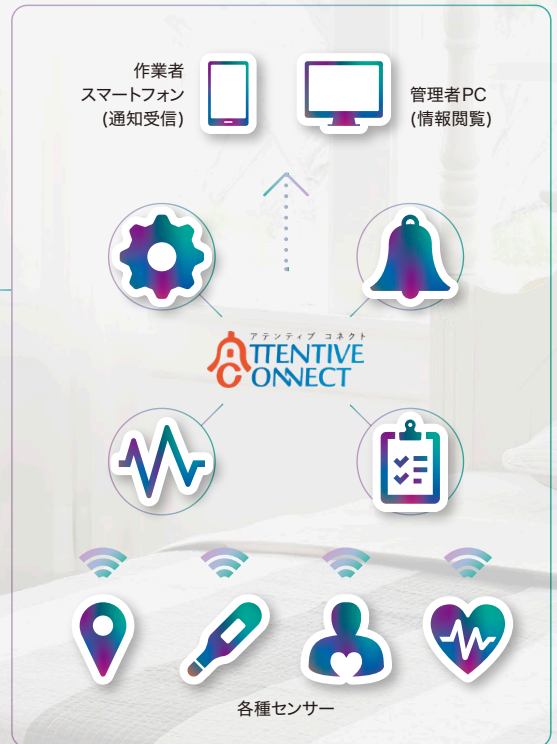 作業者
スマートフォン
(通知受信)
管理者PC
(情報閲覧)
アテンティブ コネクト
ATTENTIVE
CONNECT
各種センサー